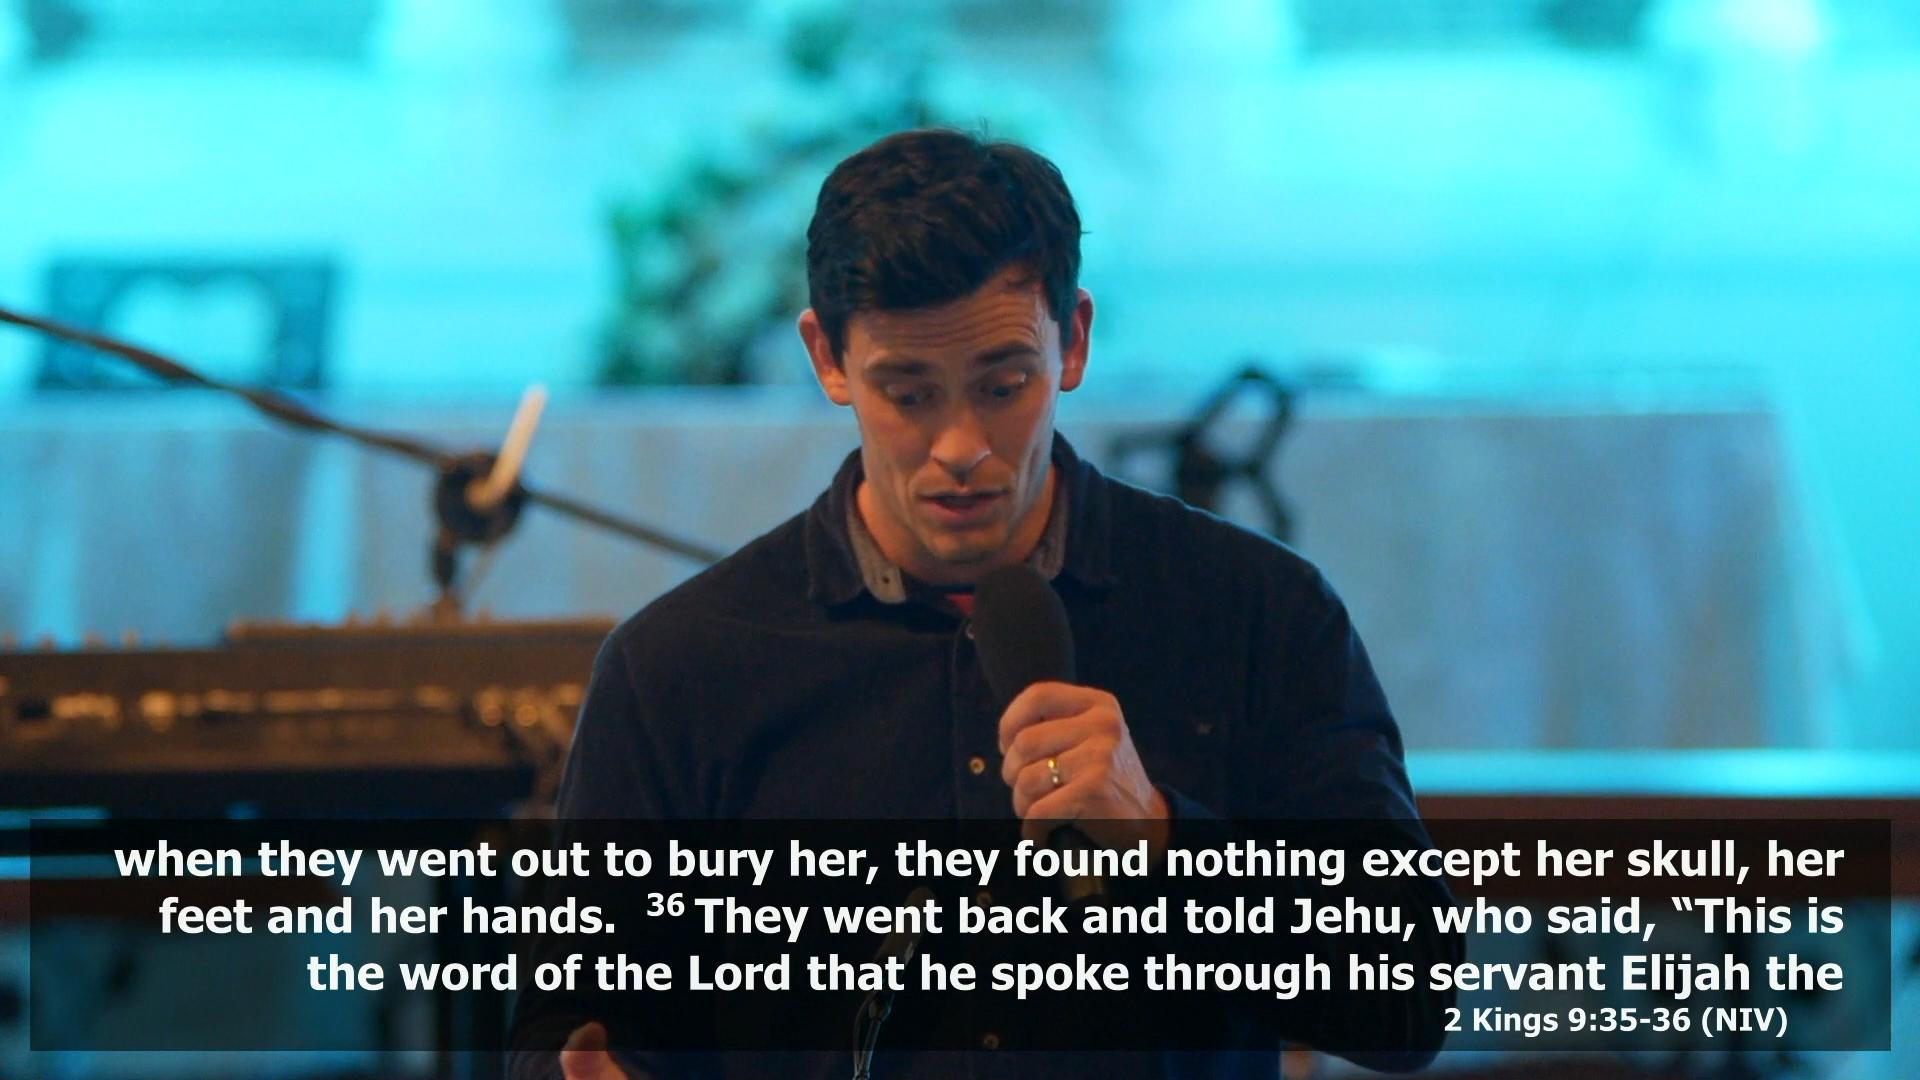 when they went out to bury her, they found nothing except her skull, her
feet and her hands. 36 They went back and told Jehu, who said, “This is
the word of the Lord that he spoke through his servant Elijah the
2 Kings 9:35-36 (NIV)